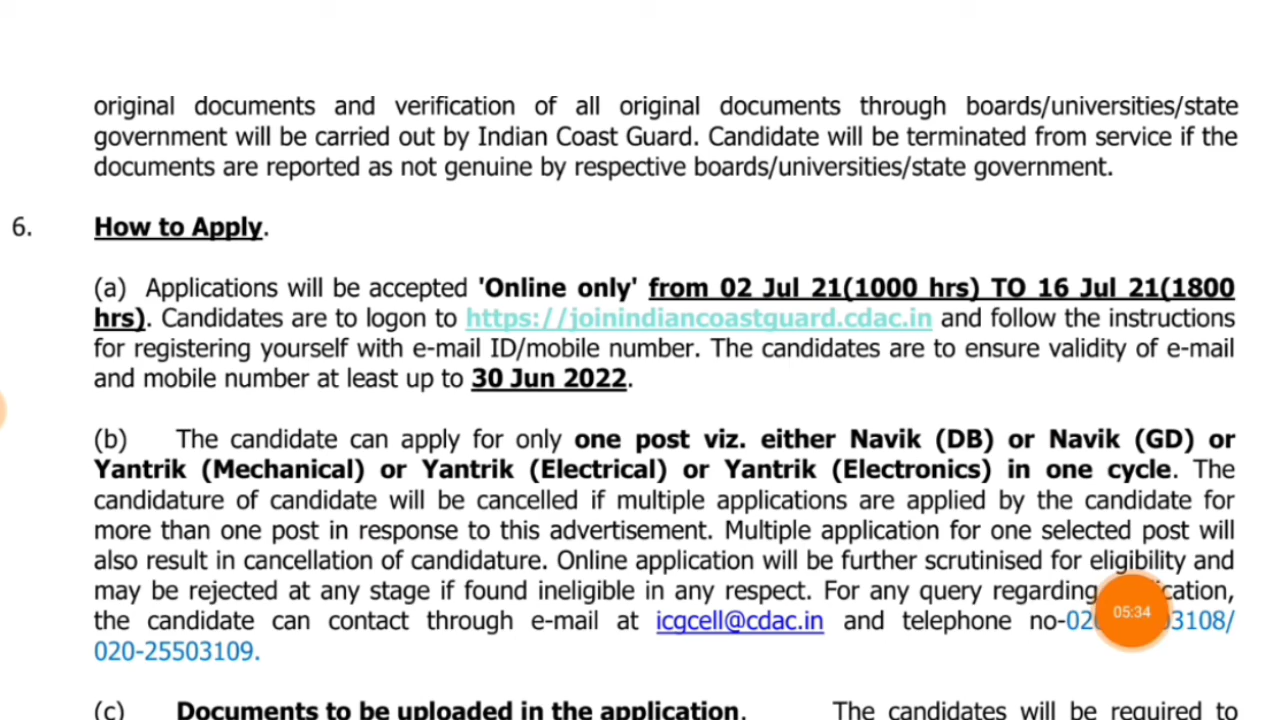 original documents and verification of all original documents through boards/universities/state
government will be carried out by Indian Coast Guard. Candidate will be terminated from service if the
documents are reported as not genuine by respective boards/universities/state government.
6. How to Apply.
(a) Applications will be accepted 'Online only' from 02 Jul 21(1000 hrs) TO 16 Jul 21(1800
hrs). Candidates are to logon to https://joinindiancoastguard.cdac.in and follow the instructions
for registering yourself with e-mail ID/mobile number. The candidates are to ensure validity of e-mail
and mobile number at least up to 30 Jun 2022.
(b) The candidate can apply for only one post viz. either Navik (DB) or Navik (GD) or
Yantrik (Mechanical) or Yantrik (Electrical) or Yantrik (Electronics) in one cycle. The
candidature of candidate will be cancelled if multiple applications are applied by the candidate for
more than one post in response to this advertisement. Multiple application for one selected post will
also result in cancellation of candidature. Online application will be further scrutinised for eligibility and
may be rejected at any stage if found ineligible in any respect. For any query regarding
the candidate can contact through e-mail at icgcell@cdac.in and telephone no-
020-25503109.
05:34
(c) Documents to be uploaded in the application. The candidates will be required to